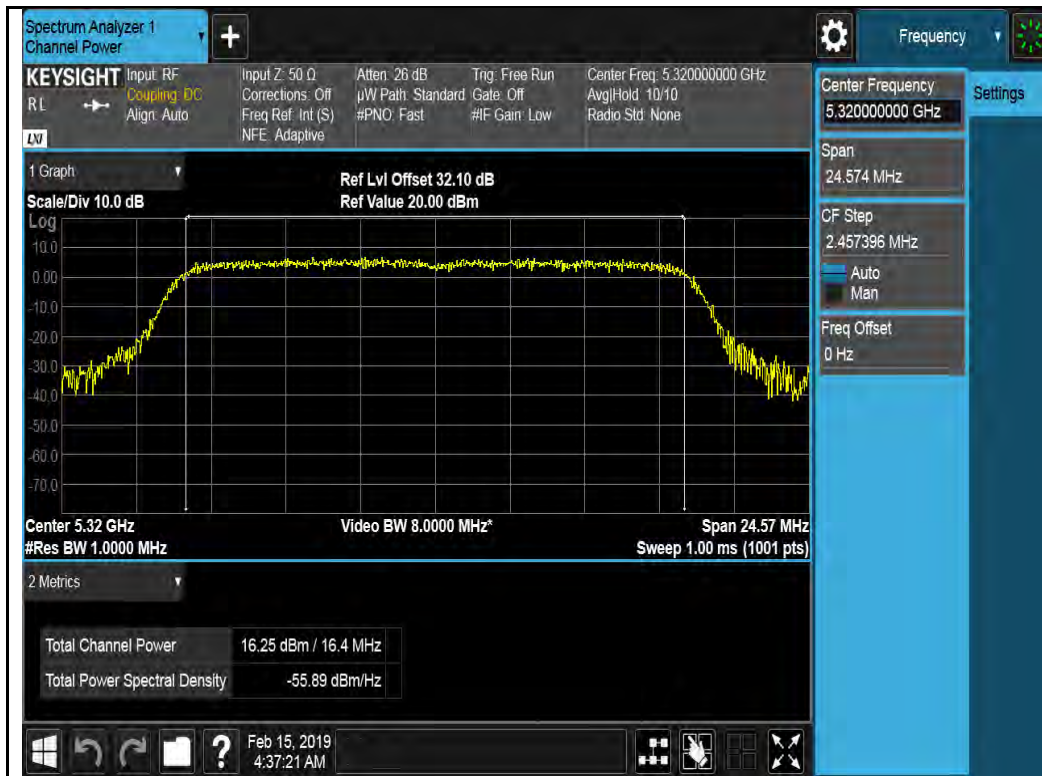 Spectrum Analyzer 1
Channel Power
+
Frequency
KEYSIGHT
RL
LXI
Input: RF
Coupling: DC
Align: Auto
Input Z: 50 Ω
Corrections: Off
Freq Ref: Int (S)
NFE: Adaptive
Atten: 26 dB
µW Path: Standard
#PNO: Fast
Trig: Free Run
Gate: Off
#IF Gain: Low
Center Freq: 5.320000000 GHz
Avg|Hold: 10/10
Radio Std: None
Center Frequency
5.320000000 GHz
Settings
Span
24.574 MHz
CF Step
2.457396 MHz
Auto
Man
Freq Offset
0 Hz
1 Graph
Scale/Div 10.0 dB
Ref Lvl Offset 32.10 dB
Ref Value 20.00 dBm
Log
10.0
0.00
-10.0
-20.0
-30.0
-40.0
-50.0
-60.0
-70.0
Center 5.32 GHz
Video BW 8.0000 MHz*
Span 24.57 MHz
#Res BW 1.0000 MHz
Sweep 1.00 ms (1001 pts)
2 Metrics
Total Channel Power 16.25 dBm / 16.4 MHz
Total Power Spectral Density -55.89 dBm/Hz
?
Feb 15, 2019
4:37:21 AM